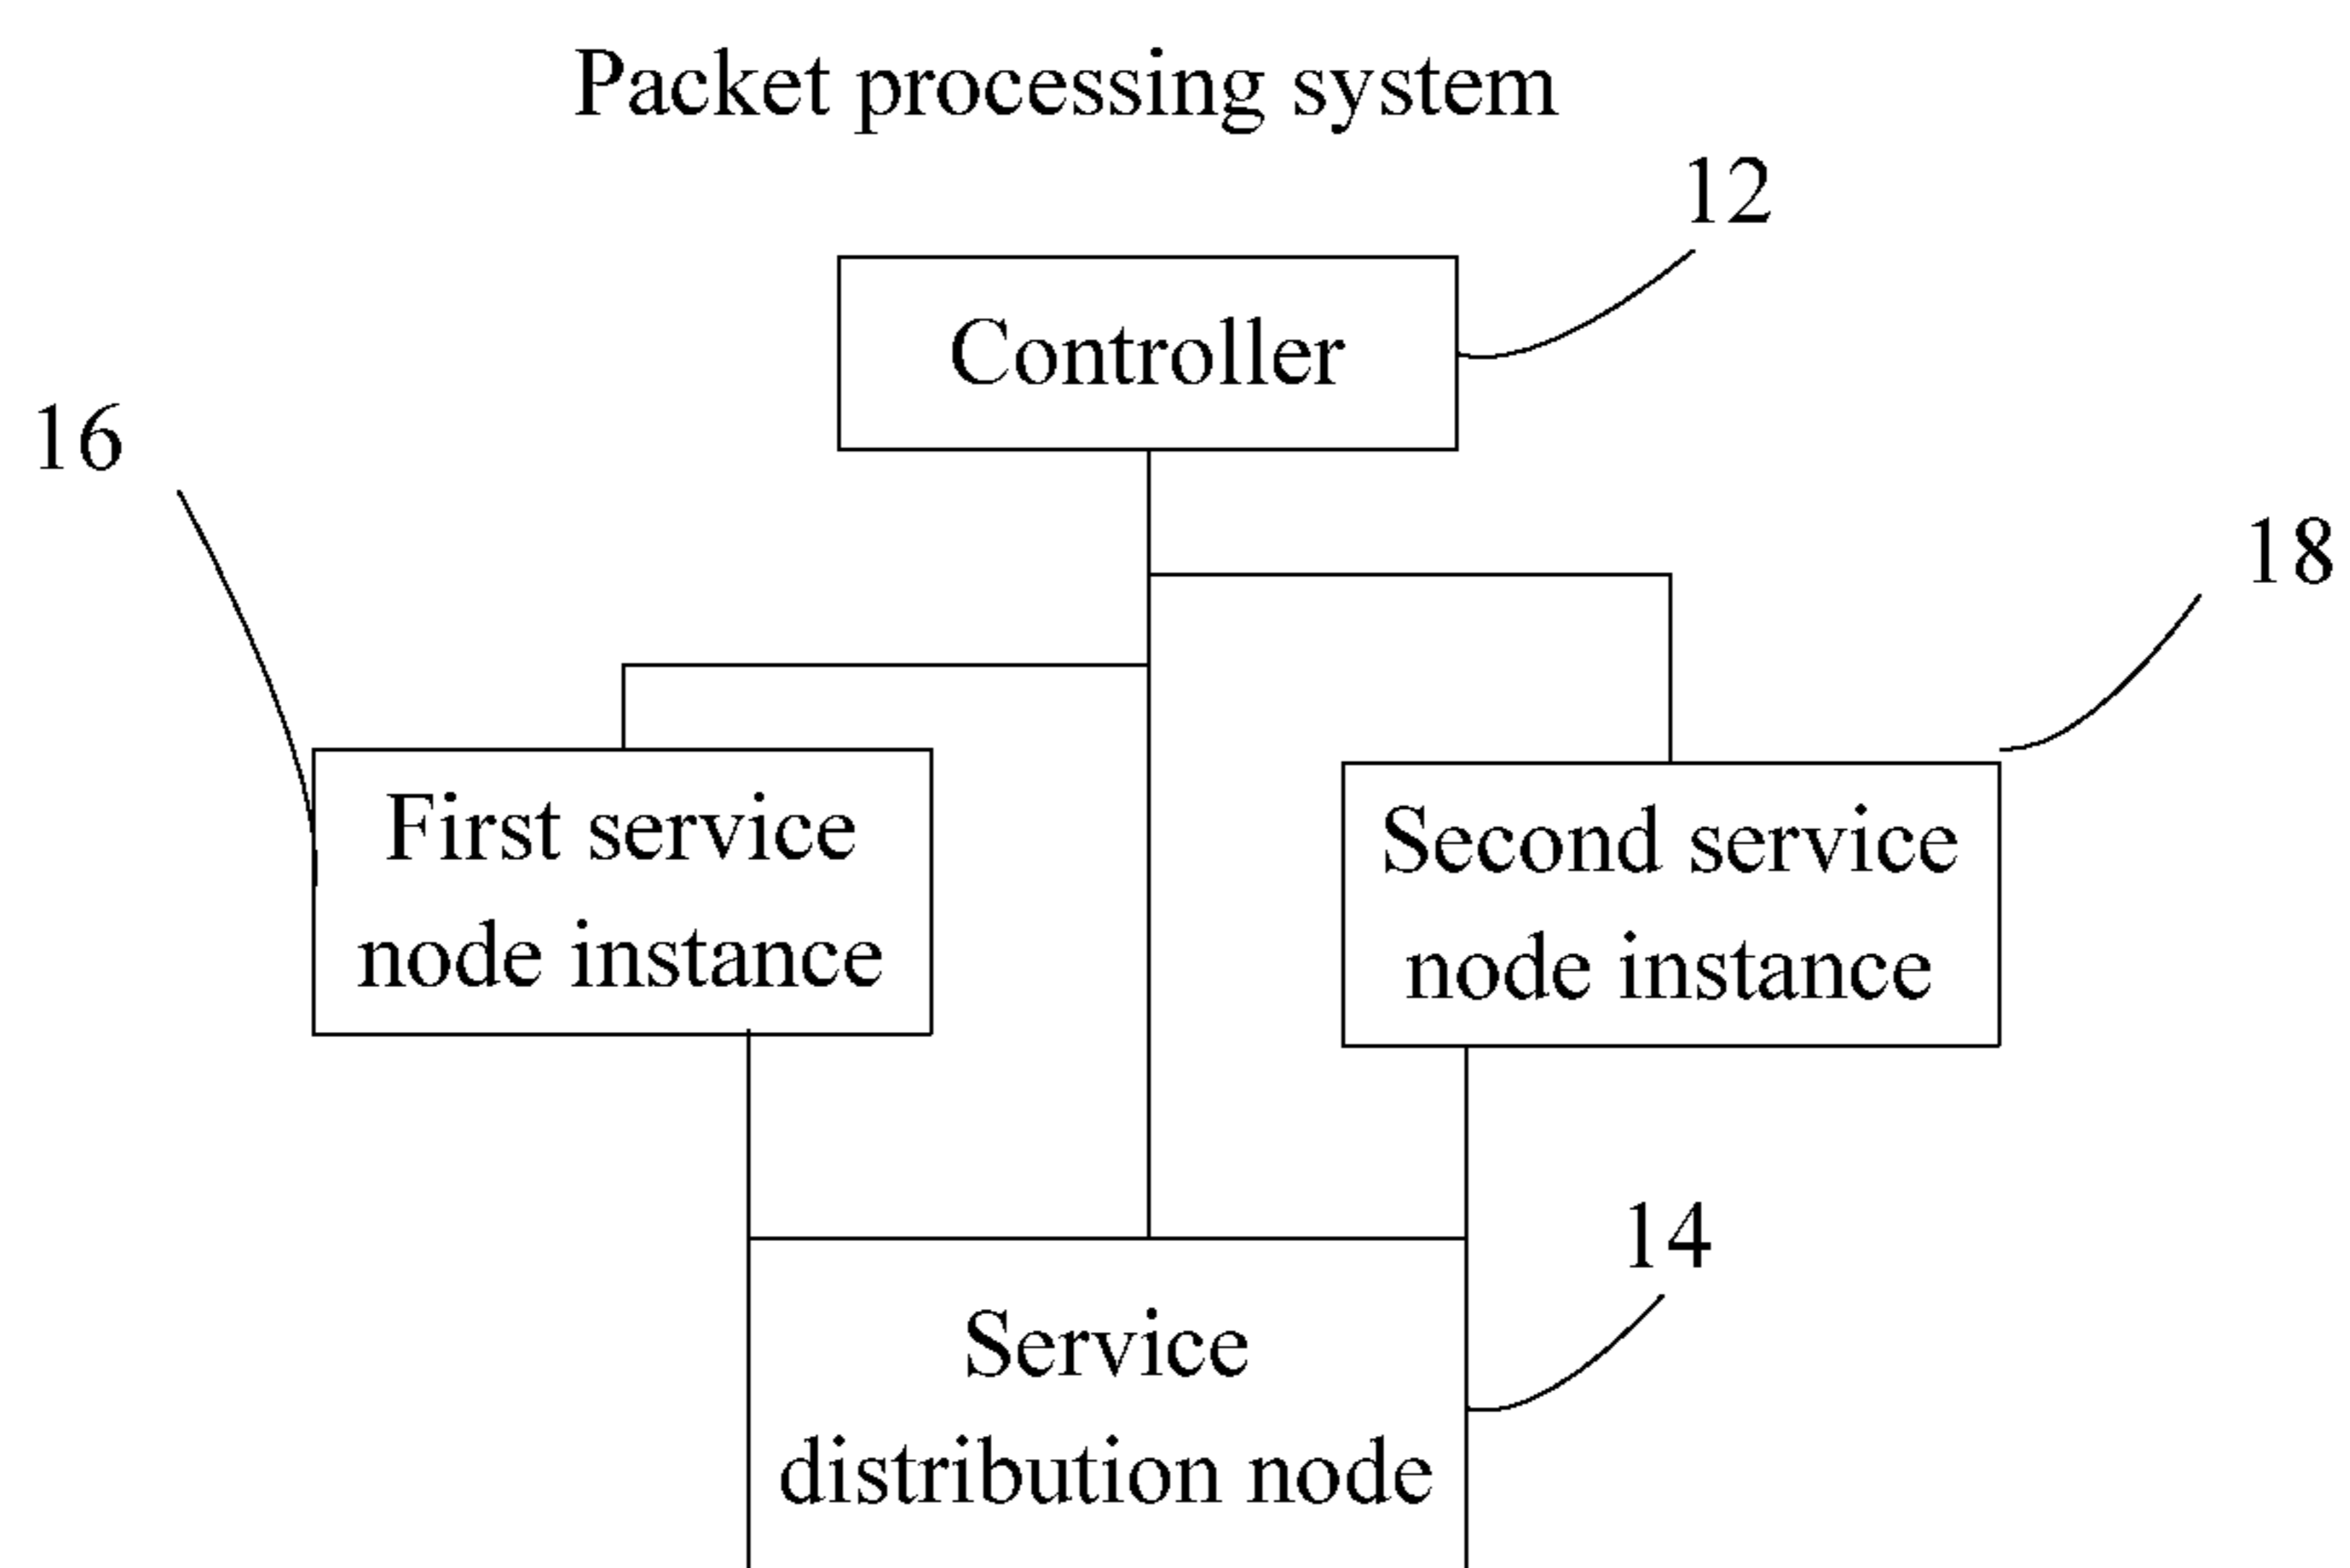 Packet processing system
12
Controller
16
18
First service
node instance
Second service
node instance
14
Service
distribution node